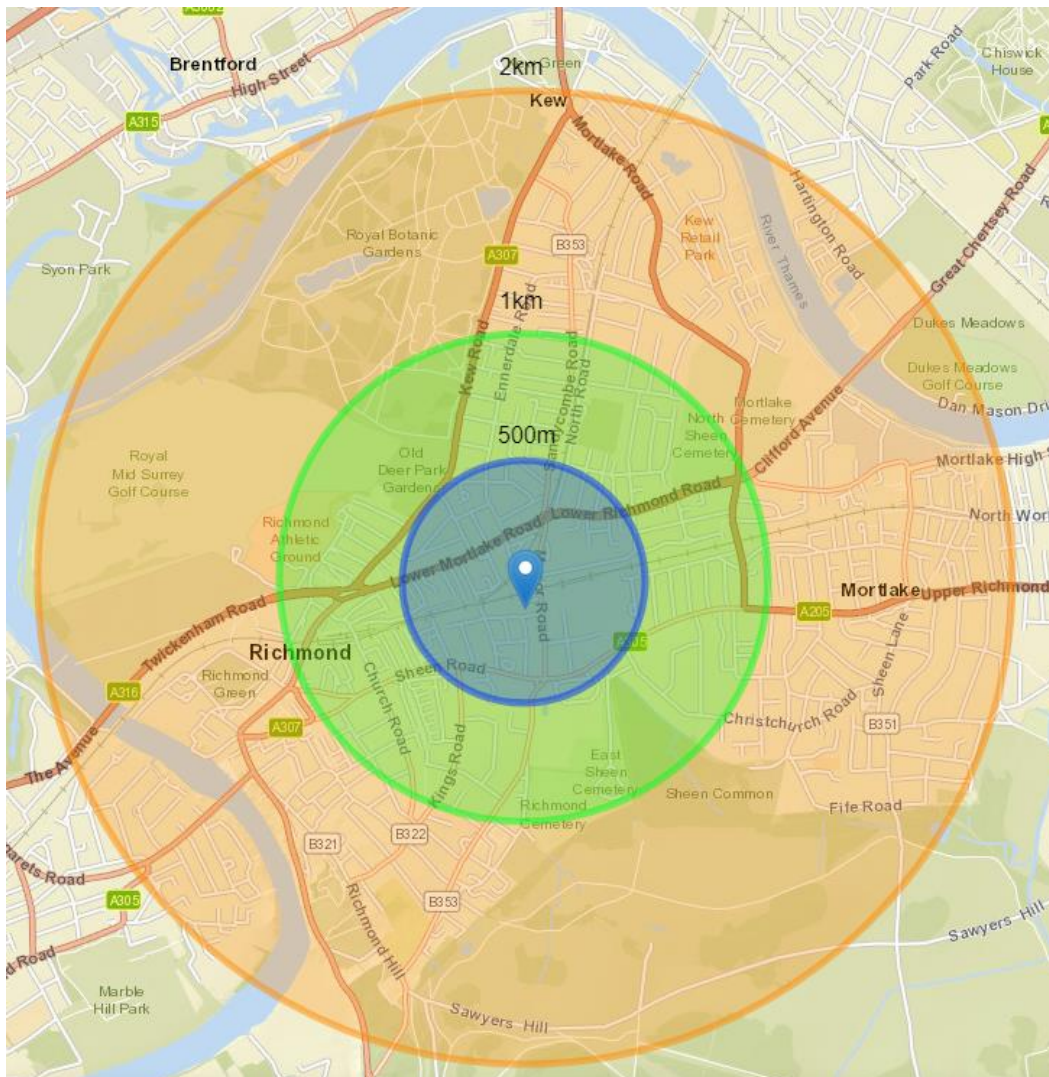 Brentford
High Street
A315
2km
Green
Kew
Park Road
Chiswick
House
Mortlake Road
Hartington Road
River Thames
Great Chertsey Road
Kew
Retail
Park
Royal Botanic
Gardens
A307
B353
Syon Park
1km
Ennerdale Road
Kew Road
Sandycombe Road
North Road
Dukes Meadows
Dukes Meadows
Golf Course
Dan Mason
Mortlake
North Cemetery
Sheen
Cemetery
Clifford Avenue
500m
Old
Deer Park
Gardens
Royal
Mid Surrey
Golf Course
Mortlake High
Lower Richmond Road
North
Richmond
Athletic
Ground
Lower Mortlake Road
Road
Mortlake
Upper Richmond
A205
Twickenham Road
Richmond
Sheen Road
Sheen Lane
Richmond
Green
A316
Church Road
Christchurch Road
B351
A307
The Avenue
Kings Road
East
Sheen
Cemetery
Sheen Common
Richmond
Cemetery
Fife Road
B322
B321
Road
A305
B353
Richmond Hill
Sawyers Hill
Road
Marble
Hill Park
Sawyers Hill